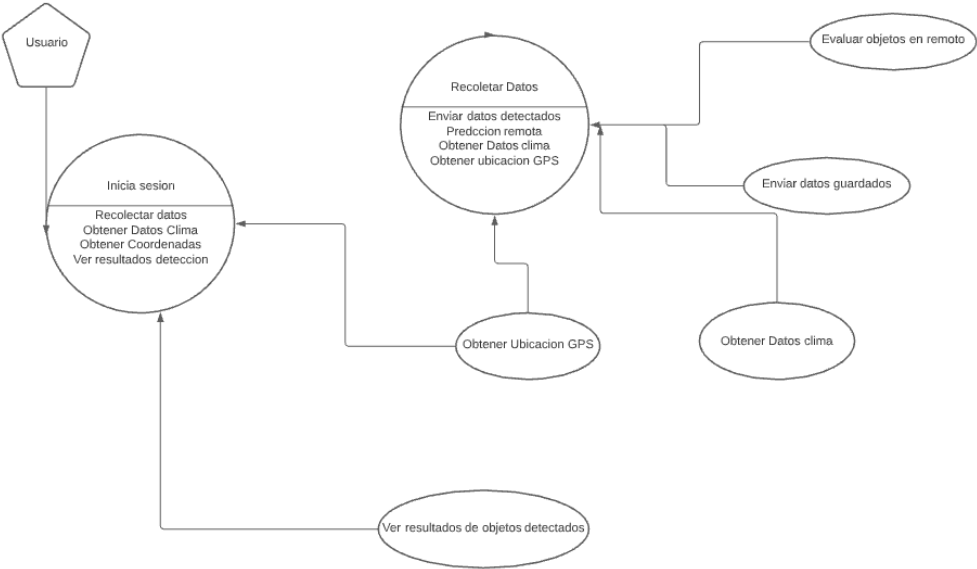 Usuario
Inicia sesion
Recolectar datos
Obtener Datos Clima
Obtener Coordenadas
Ver resultados deteccion
Recoletar Datos
Enviar datos detectados
Predccion remota
Obtener Datos clima
Obtener ubicacion GPS
Evaluar objetos en remoto
Enviar datos guardados
Obtener Ubicacion GPS
Obtener Datos clima
Ver resultados de objetos detectados